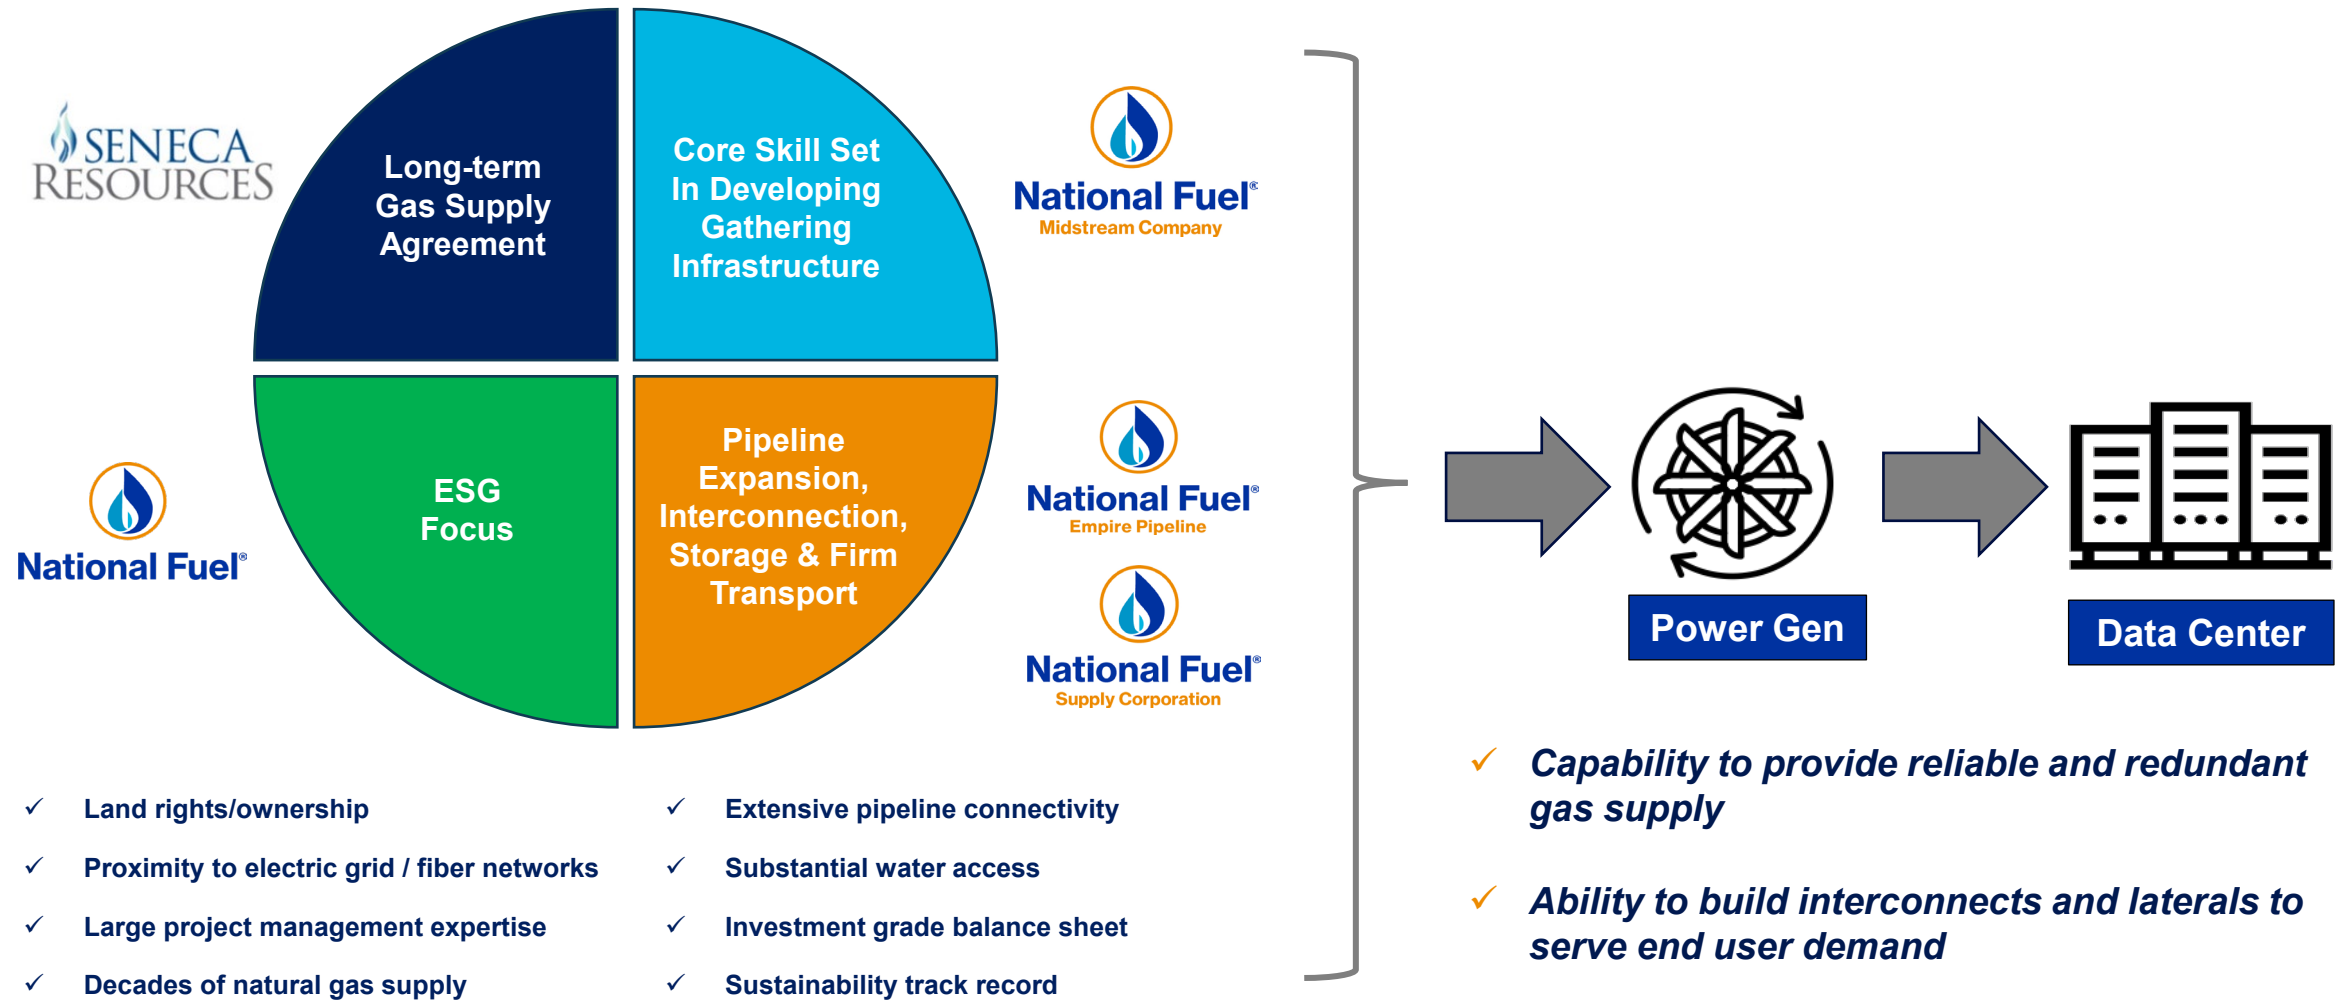 SENECA
RESOURCES
Long-term
Gas Supply
Agreement
Core Skill Set
In Developing
Gathering
Infrastructure
National Fuel®
Midstream Company
National Fuel®
ESG
Focus
Pipeline
Expansion,
Interconnection,
Storage & Firm
Transport
National Fuel®
Empire Pipeline
National Fuel®
Supply Corporation
Power Gen
Data Center
✓ Land rights/ownership
✓ Proximity to electric grid / fiber networks
✓ Large project management expertise
✓ Decades of natural gas supply
✓ Extensive pipeline connectivity
✓ Substantial water access
✓ Investment grade balance sheet
✓ Sustainability track record
✓ Capability to provide reliable and redundant
gas supply
✓ Ability to build interconnects and laterals to
serve end user demand